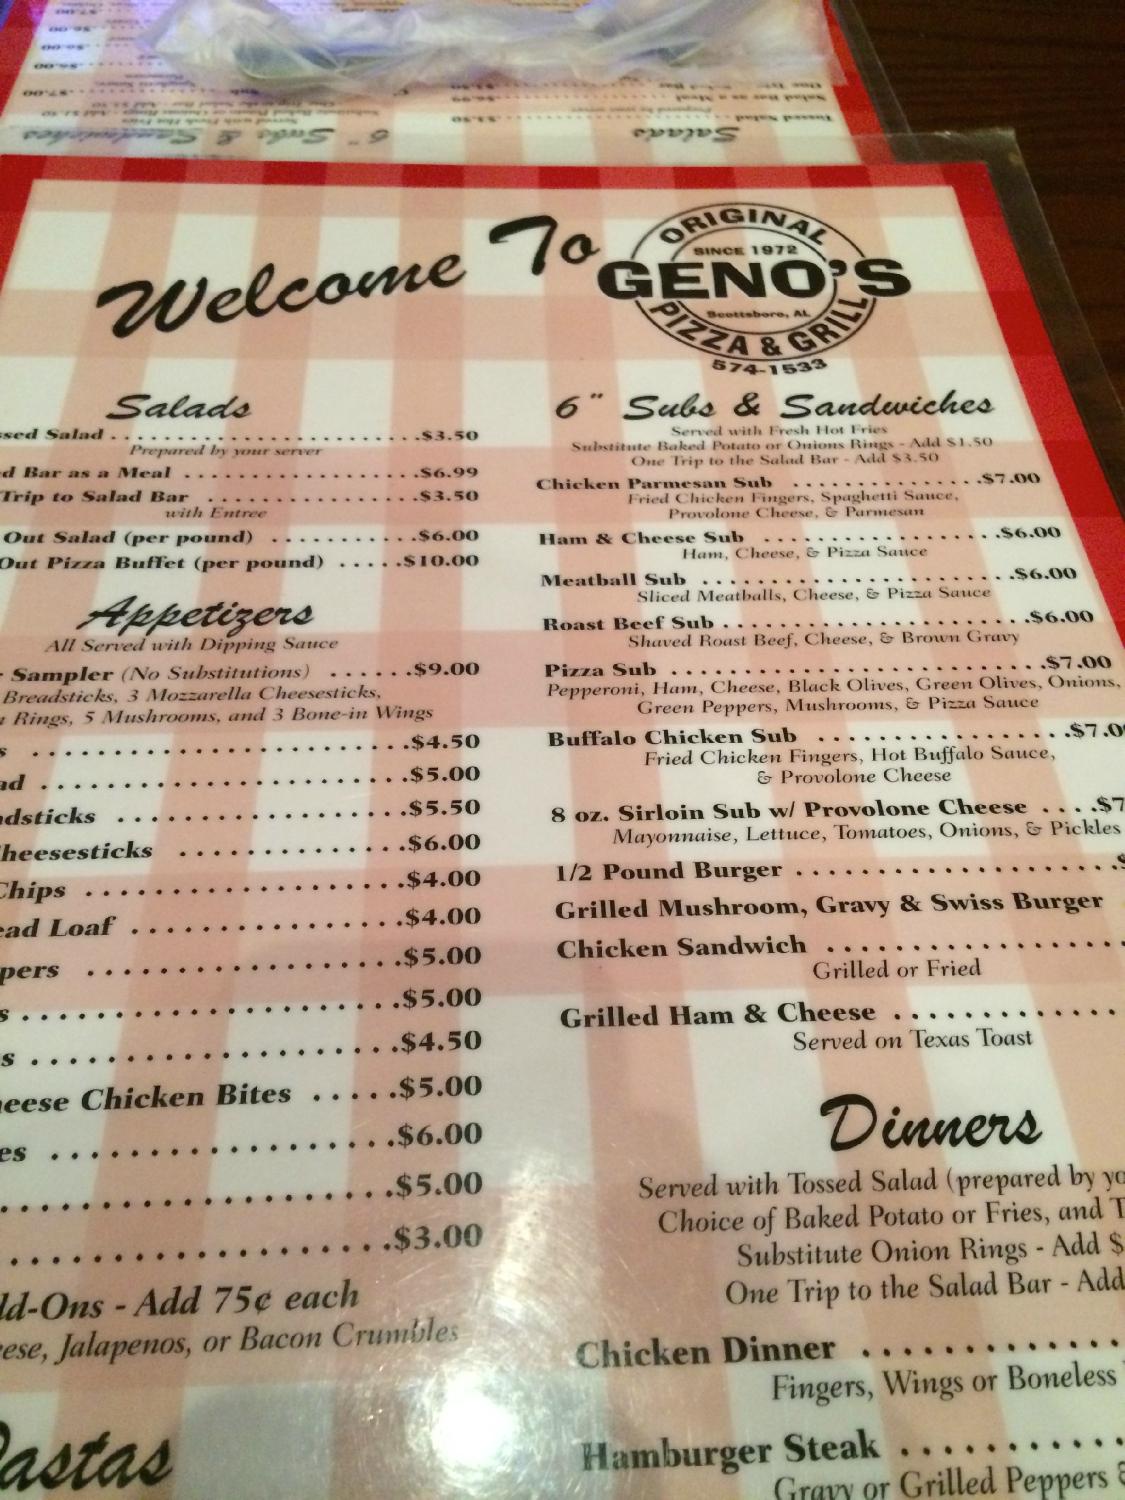 Salads
6" Subs & Sandwiches
Welcome To
ORIGINAL
SINCE 1972
GENO'S
Scottsboro, AL
PIZZA & GRILL
574-1533
Salads
ssed Salad ........................$3.50
Prepared by your server
d Bar as a Meal ....................$6.99
Trip to Salad Bar ................$3.50
with Entree
Out Salad (per pound) ...........$6.00
Out Pizza Buffet (per pound) .....$10.00
Appetizers
All Served with Dipping Sauce
r Sampler (No Substitutions) ......$9.00
Breadsticks, 3 Mozzarella Cheesesticks,
n Rings, 5 Mushrooms, and 3 Bone-in Wings
s ............................$4.50
ad ...........................$5.00
adsticks .....................$5.50
heesesticks .................$6.00
Chips .......................$4.00
ead Loaf ....................$4.00
pers ........................$5.00
s ............................$5.00
s ............................$4.50
heese Chicken Bites .....$5.00
es ..........................$6.00
.............................$5.00
.............................$3.00
dd-Ons - Add 75¢ each
eese, Jalapenos, or Bacon Crumbles
Pastas
6" Subs & Sandwiches
Served with Fresh Hot Fries
Substitute Baked Potato or Onions Rings - Add $1.50
One Trip to the Salad Bar - Add $3.50
Chicken Parmesan Sub ..............$7.00
Fried Chicken Fingers, Spaghetti Sauce,
Provolone Cheese, & Parmesan
Ham & Cheese Sub .................$6.00
Ham, Cheese, & Pizza Sauce
Meatball Sub ......................$6.00
Sliced Meatballs, Cheese, & Pizza Sauce
Roast Beef Sub .....................$6.00
Shaved Roast Beef, Cheese, & Brown Gravy
Pizza Sub ..........................$7.00
Pepperoni, Ham, Cheese, Black Olives, Green Olives, Onions,
Green Peppers, Mushrooms, & Pizza Sauce
Buffalo Chicken Sub .................$7.0
Fried Chicken Fingers, Hot Buffalo Sauce,
& Provolone Cheese
8 oz. Sirloin Sub w/ Provolone Cheese ....$7
Mayonnaise, Lettuce, Tomatoes, Onions, & Pickles
1/2 Pound Burger ...................$
Grilled Mushroom, Gravy & Swiss Burger
Chicken Sandwich ..................
Grilled or Fried
Grilled Ham & Cheese .............
Served on Texas Toast
Dinners
Served with Tossed Salad (prepared by yo
Choice of Baked Potato or Fries, and T
Substitute Onion Rings - Add $
One Trip to the Salad Bar - Add
Chicken Dinner ..............
Fingers, Wings or Boneless
Hamburger Steak ............
Gravy or Grilled Peppers &